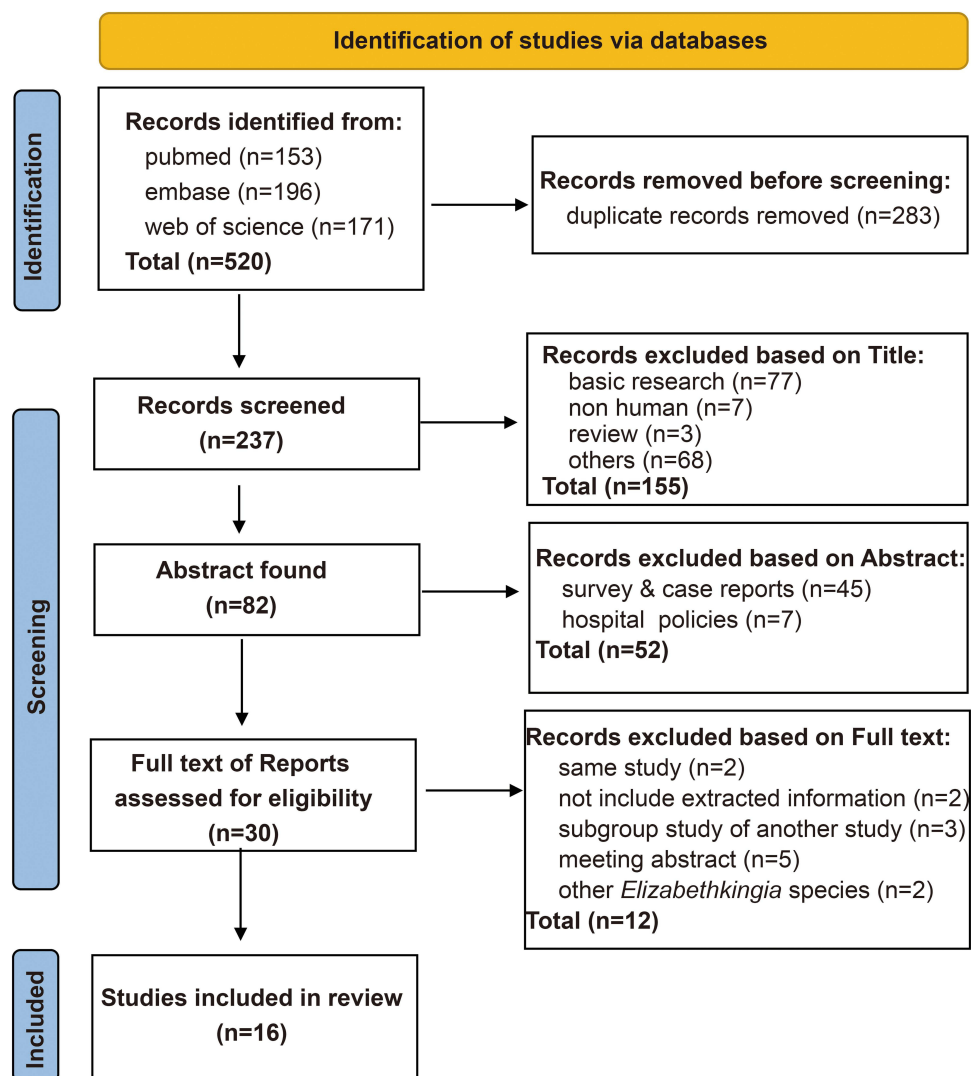 Identification of studies via databases
Identification
Records identified from:
pubmed (n=153)
embase (n=196)
web of science (n=171)
Total (n=520)
Records removed before screening:
duplicate records removed (n=283)
Screening
Records screened
(n=237)
Records excluded based on Title:
basic research (n=77)
non human (n=7)
review (n=3)
others (n=68)
Total (n=155)
Abstract found
(n=82)
Records excluded based on Abstract:
survey & case reports (n=45)
hospital policies (n=7)
Total (n=52)
Full text of Reports
assessed for eligibility
(n=30)
Records excluded based on Full text:
same study (n=2)
not include extracted information (n=2)
subgroup study of another study (n=3)
meeting abstract (n=5)
other Elizabethkingia species (n=2)
Total (n=12)
Included
Studies included in review
(n=16)